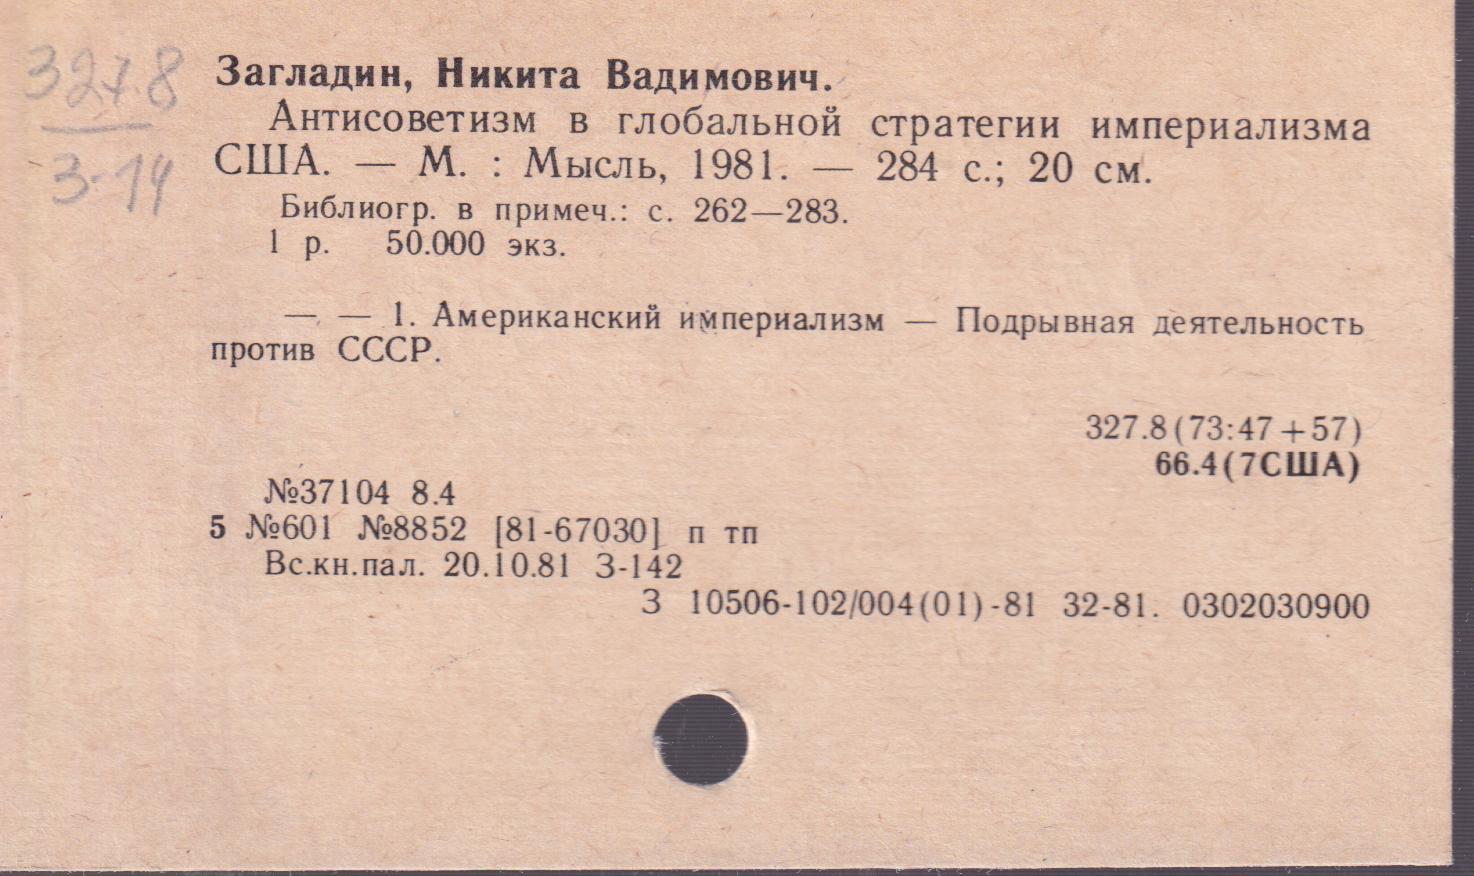 327.8
З-14
Загладин, Никита Вадимович.
Антисоветизм в глобальной стратегии империализма
США. — М. : Мысль, 1981. — 284 с.; 20 см.
Библиогр. в примеч.: с. 262—283.
1 р. 50.000 экз.
— — 1. Американский империализм — Подрывная деятельность
против СССР.
327.8(73:47+57)
66.4(7США)
№37104 8.4
5 №601 №8852 [81-67030] п тп
Вс.кн.пал. 20.10.81 З-142
З 10506-102/004(01)-81 32-81. 0302030900